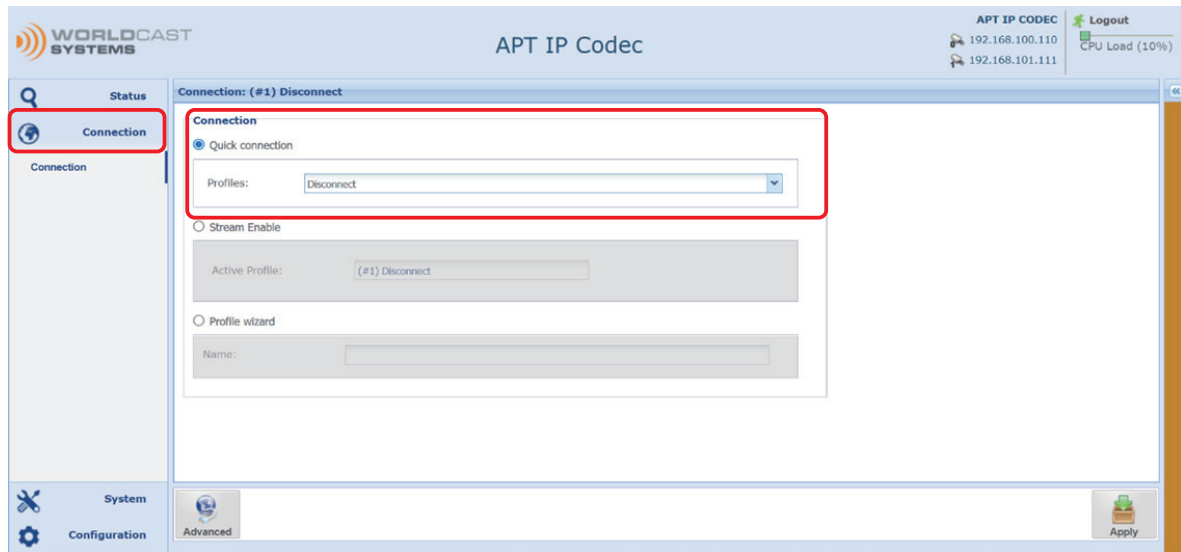 WORLDCAST
SYSTEMS
APT IP Codec
APT IP CODEC
192.168.100.110
192.168.101.111
Logout
CPU Load (10%)
Status
Connection
Connection
System
Configuration
Connection: (#1) Disconnect
Connection
Quick connection
Profiles: Disconnect
Stream Enable
Active Profile: (#1) Disconnect
Profile wizard
Name:
Advanced
Apply